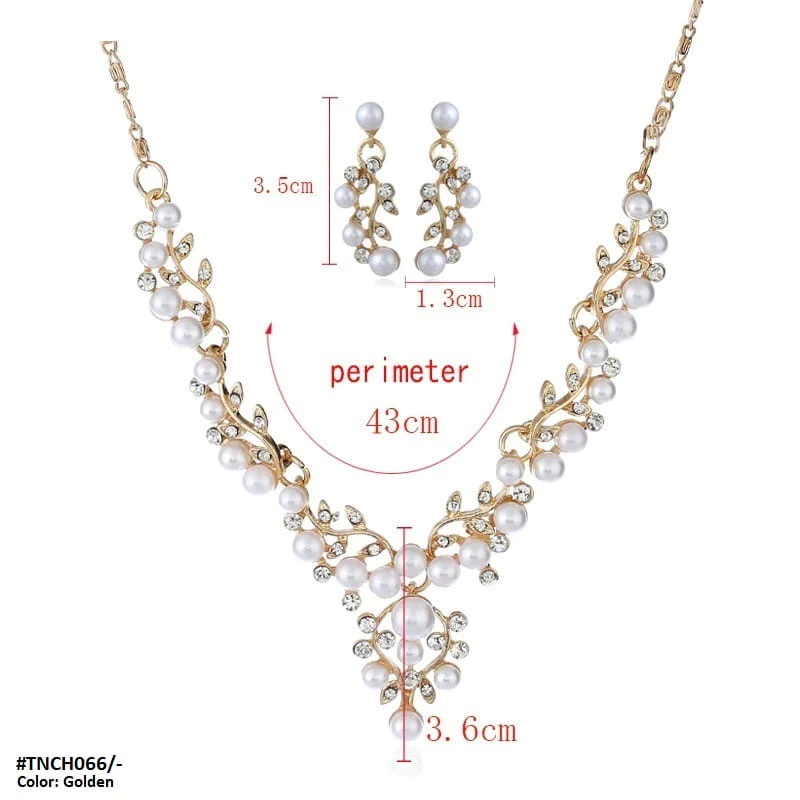 3.5cm
1.3cm
perimeter
43cm
3.6cm
#TNCH066/-
Color: Golden